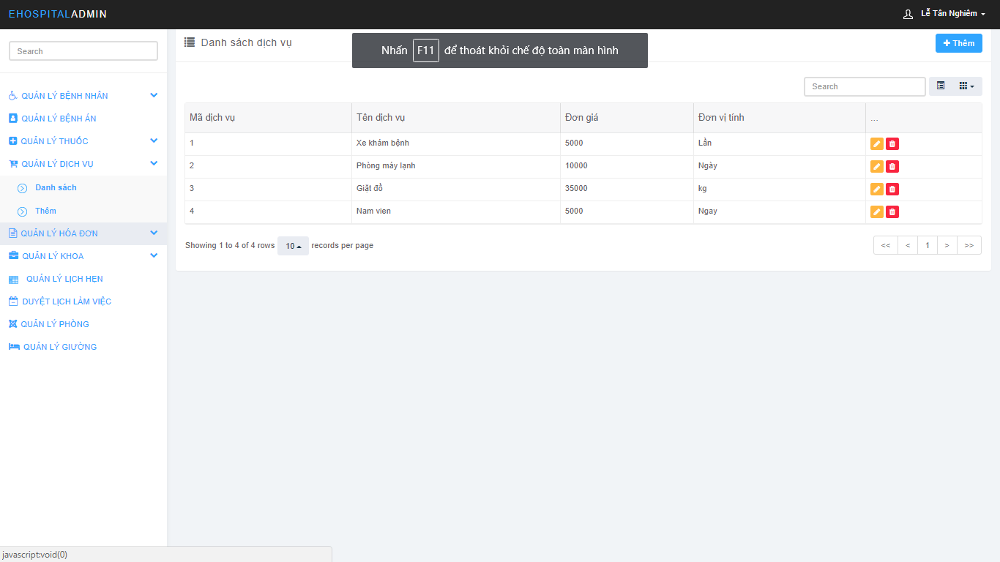 EHOSPITALADMIN
Lê Tấn Nghiêm
Search
QUẢN LÝ BỆNH NHÂN
QUẢN LÝ BỆNH ÁN
QUẢN LÝ THUỐC
QUẢN LÝ DỊCH VỤ
Danh sách
Thêm
QUẢN LÝ HÓA ĐƠN
QUẢN LÝ KHOA
QUẢN LÝ LỊCH HẸN
DUYỆT LỊCH LÀM VIỆC
QUẢN LÝ PHÒNG
QUẢN LÝ GIƯỜNG
Danh sách dịch vụ
Nhấn F11 để thoát khỏi chế độ toàn màn hình
Thêm
Search
Mã dịch vụ Tên dịch vụ Đơn giá Đơn vị tính ...
1 Xe khám bệnh 5000 Lần
2 Phòng máy lạnh 10000 Ngày
3 Giặt đồ 35000 kg
4 Nam vien 5000 Ngay
Showing 1 to 4 of 4 rows 10 records per page
<< < 1 > >>
javascript:void(0)